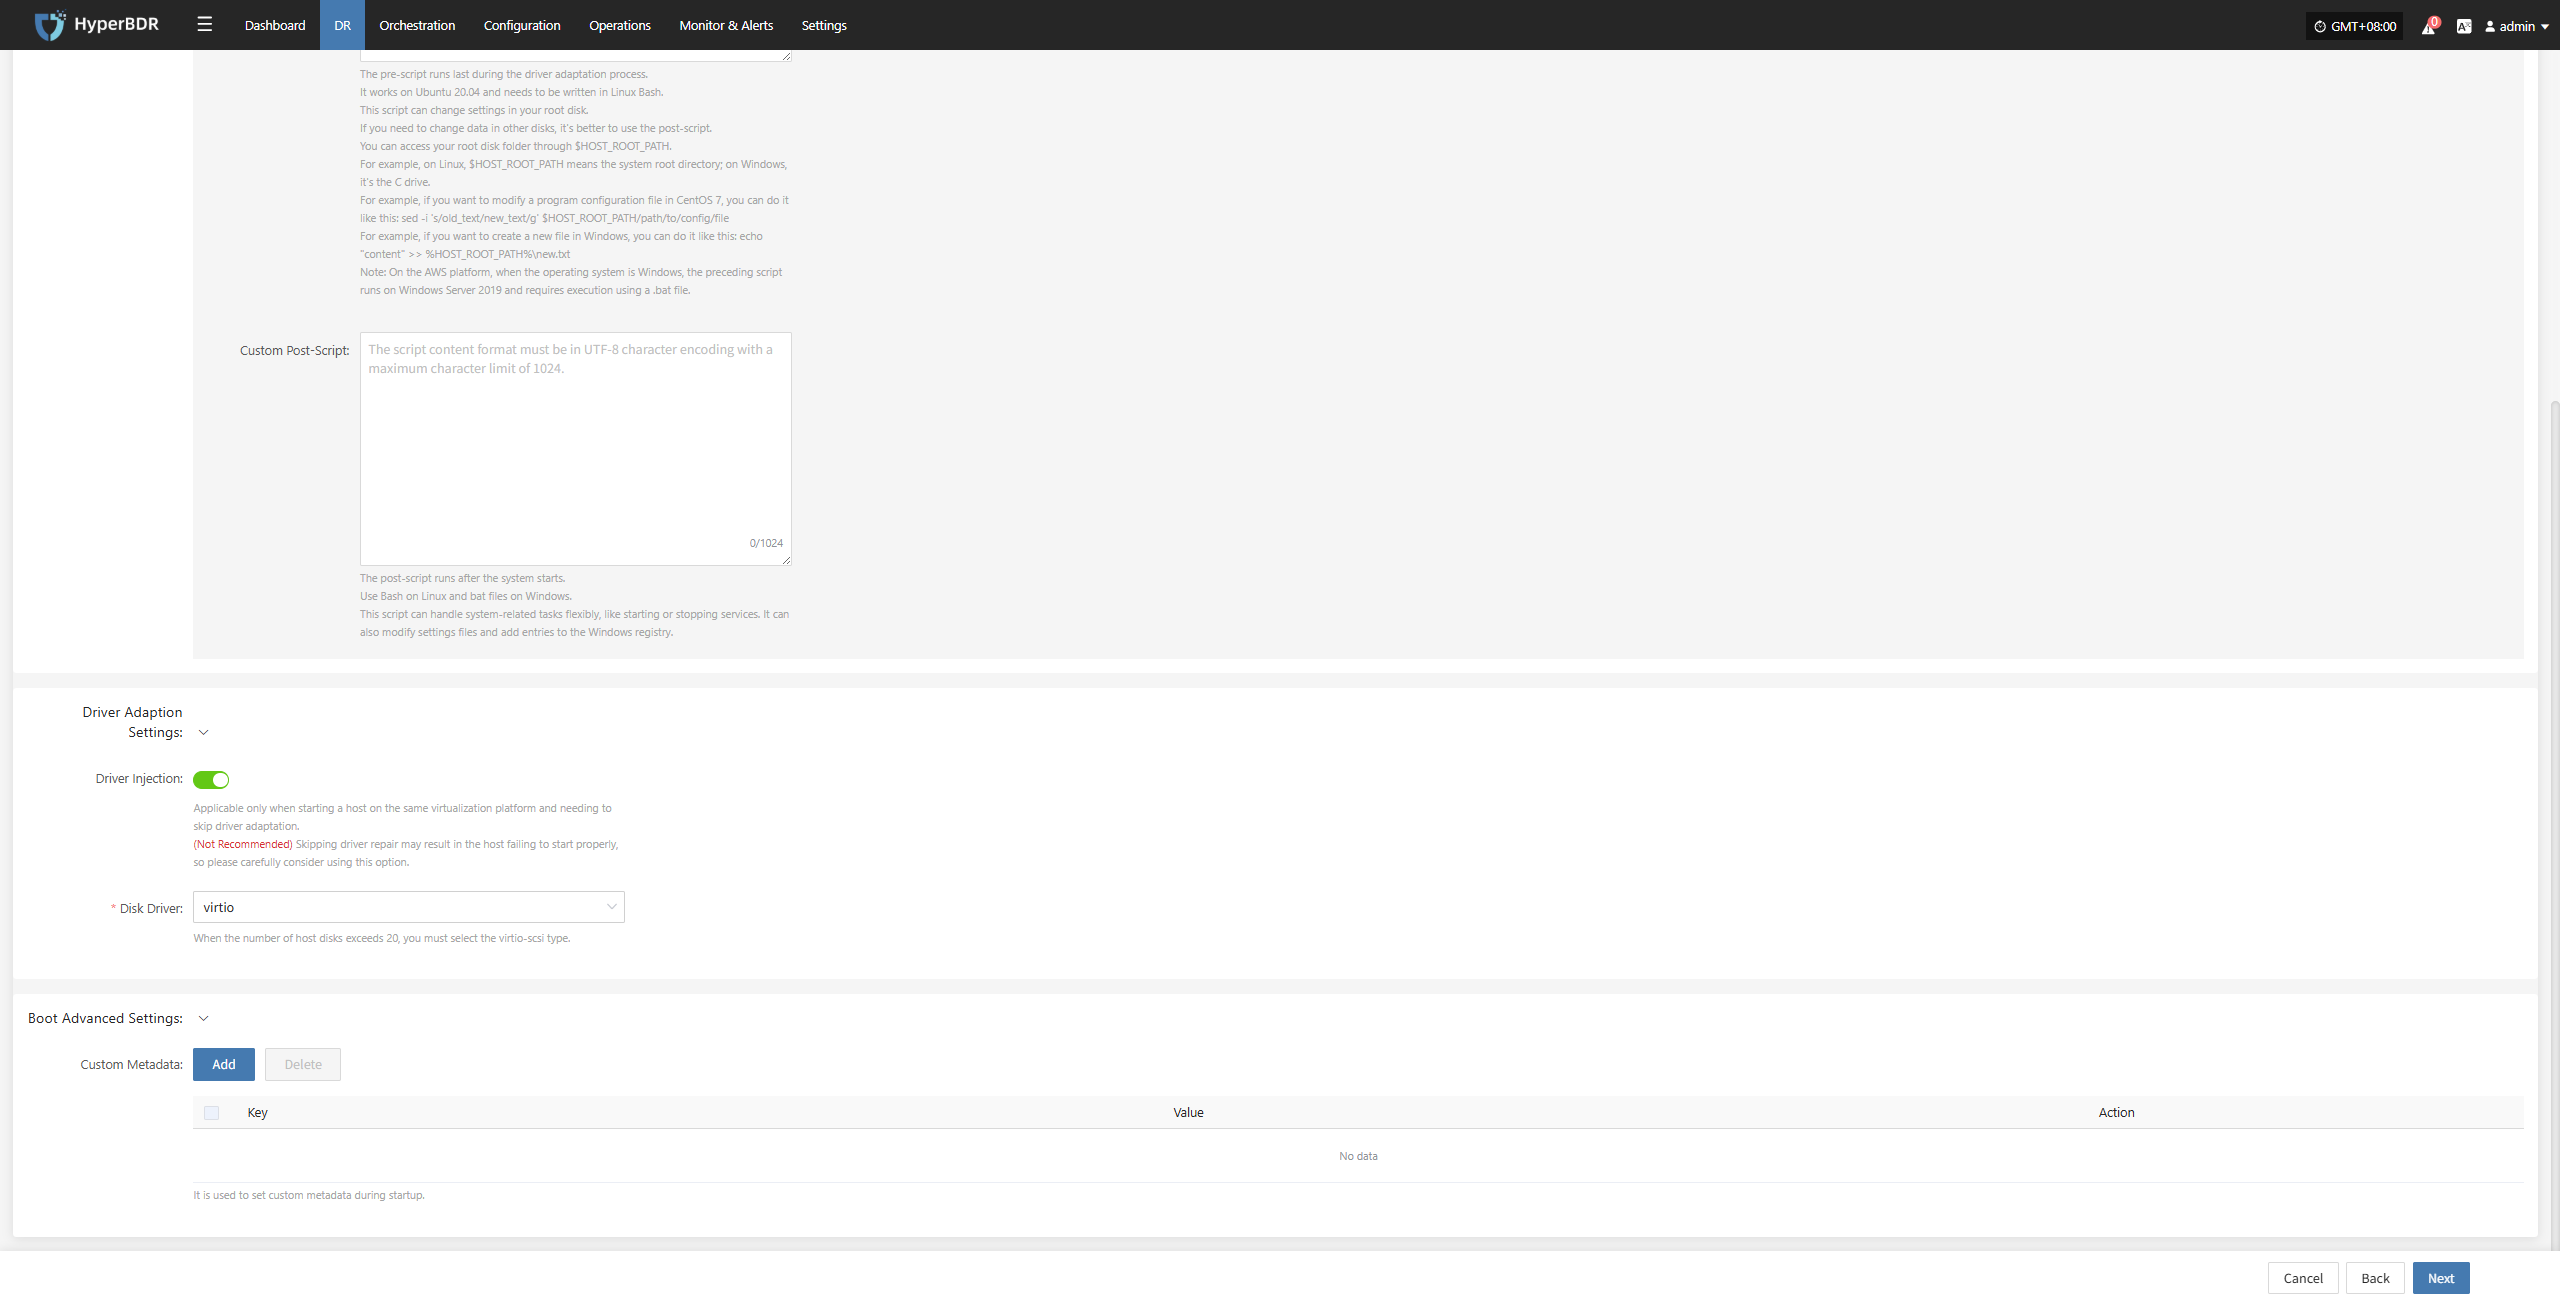 HyperBDR
Dashboard
DR
Orchestration
Configuration
Operations
Monitor & Alerts
Settings
GMT+08:00
0
admin
The pre-script runs last during the driver adaptation process.
It works on Ubuntu 20.04 and needs to be written in Linux Bash.
This script can change settings in your root disk.
If you need to change data in other disks, it's better to use the post-script.
You can access your root disk folder through $HOST_ROOT_PATH.
For example, on Linux, $HOST_ROOT_PATH means the system root directory; on Windows,
it's the C drive.
For example, if you want to modify a program configuration file in CentOS 7, you can do it
like this: sed -i 's/old_text/new_text/g' $HOST_ROOT_PATH/path/to/config/file
For example, if you want to create a new file in Windows, you can do it like this: echo
"content" >> %HOST_ROOT_PATH%\new.txt
Note: On the AWS platform, when the operating system is Windows, the preceding script
runs on Windows Server 2019 and requires execution using a .bat file.
Custom Post-Script:
The script content format must be in UTF-8 character encoding with a
maximum character limit of 1024.
0/1024
The post-script runs after the system starts.
Use Bash on Linux and bat files on Windows.
This script can handle system-related tasks flexibly, like starting or stopping services. It can
also modify settings files and add entries to the Windows registry.
Driver Adaption
Settings:
Driver Injection:
Applicable only when starting a host on the same virtualization platform and needing to
skip driver adaptation.
(Not Recommended) Skipping driver repair may result in the host failing to start properly,
so please carefully consider using this option.
* Disk Driver:
virtio
When the number of host disks exceeds 20, you must select the virtio-scsi type.
Boot Advanced Settings:
Custom Metadata:
Add
Delete
Key
Value
Action
No data
It is used to set custom metadata during startup.
Cancel
Back
Next